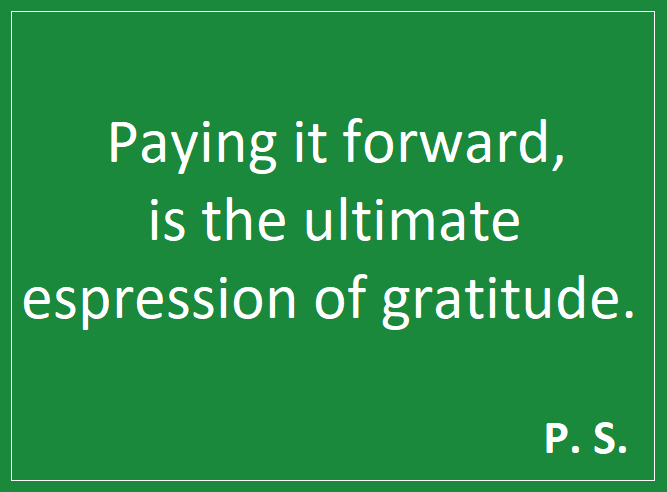 Paying it forward,
is the ultimate
espression of gratitude.
P. S.